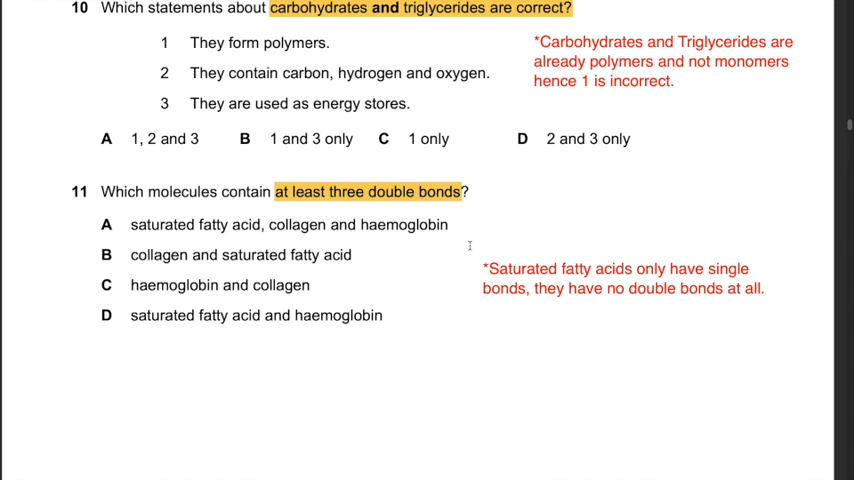 10 Which statements about carbohydrates and triglycerides are correct?
1 They form polymers.
*Carbohydrates and Triglycerides are
already polymers and not monomers
hence 1 is incorrect.
2 They contain carbon, hydrogen and oxygen.
3 They are used as energy stores.
A 1, 2 and 3 B 1 and 3 only C 1 only D 2 and 3 only
11 Which molecules contain at least three double bonds?
A saturated fatty acid, collagen and haemoglobin
B collagen and saturated fatty acid
*Saturated fatty acids only have single
bonds, they have no double bonds at all.
C haemoglobin and collagen
D saturated fatty acid and haemoglobin